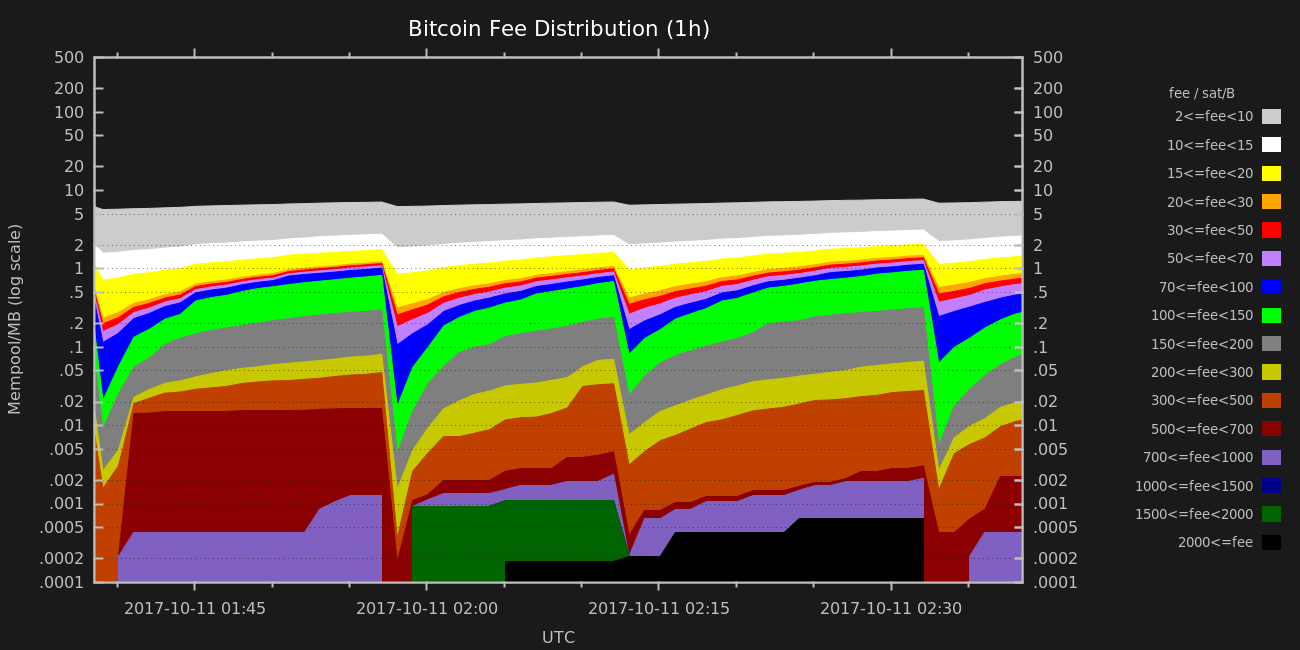 Bitcoin Fee Distribution (1h)
500 500
200 200
100 100
50 50
20 20
10 10
5 5
2 2
1 1
.5 .5
.2 .2
.1 .1
.05 .05
.02 .02
.01 .01
.005 .005
.002 .002
.001 .001
.0005 .0005
.0002 .0002
.0001 .0001
Mempool/MB (log scale)
2017-10-11 01:45 2017-10-11 02:00 2017-10-11 02:15 2017-10-11 02:30
UTC
fee / sat/B
2<=fee<10
10<=fee<15
15<=fee<20
20<=fee<30
30<=fee<50
50<=fee<70
70<=fee<100
100<=fee<150
150<=fee<200
200<=fee<300
300<=fee<500
500<=fee<700
700<=fee<1000
1000<=fee<1500
1500<=fee<2000
2000<=fee